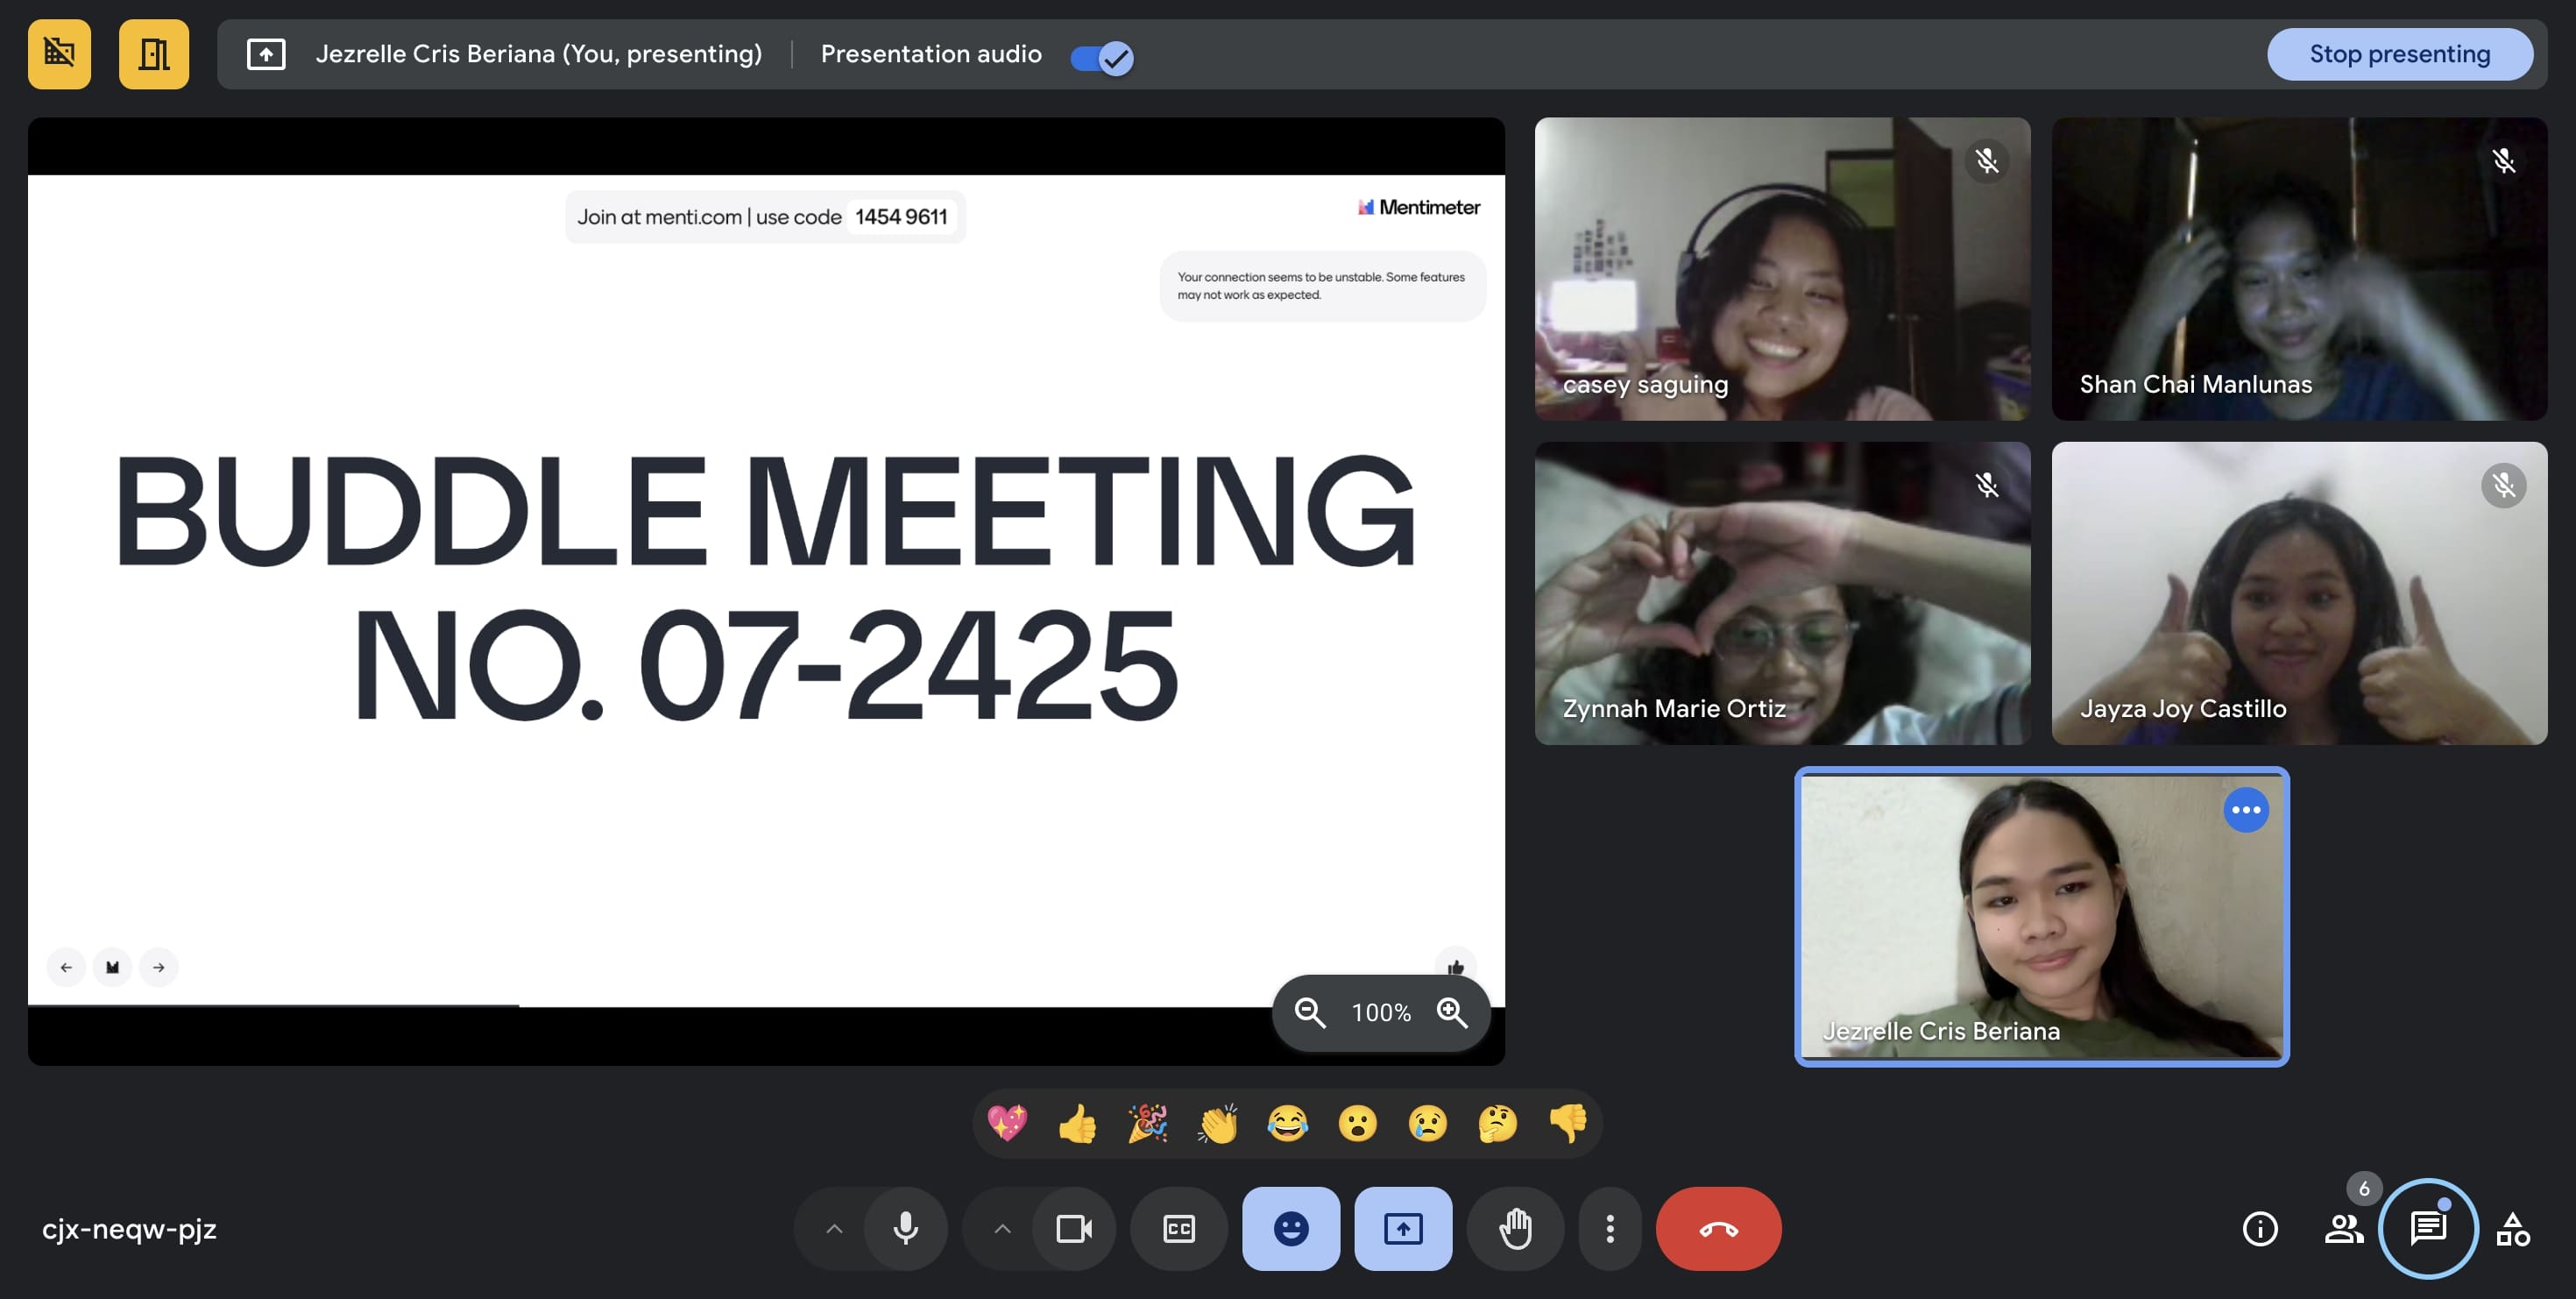 Jezrelle Cris Beriana (You, presenting)
Presentation audio
Stop presenting
Join at menti.com | use code 1454 9611
Mentimeter
Your connection seems to be unstable. Some features
may not work as expected.
BUDDLE MEETING
NO. 07-2425
100%
casey saguing
Shan Chai Manlunas
Zynnah Marie Ortiz
Jayza Joy Castillo
Jezrelle Cris Beriana
cjx-neqw-pjz
CC
6